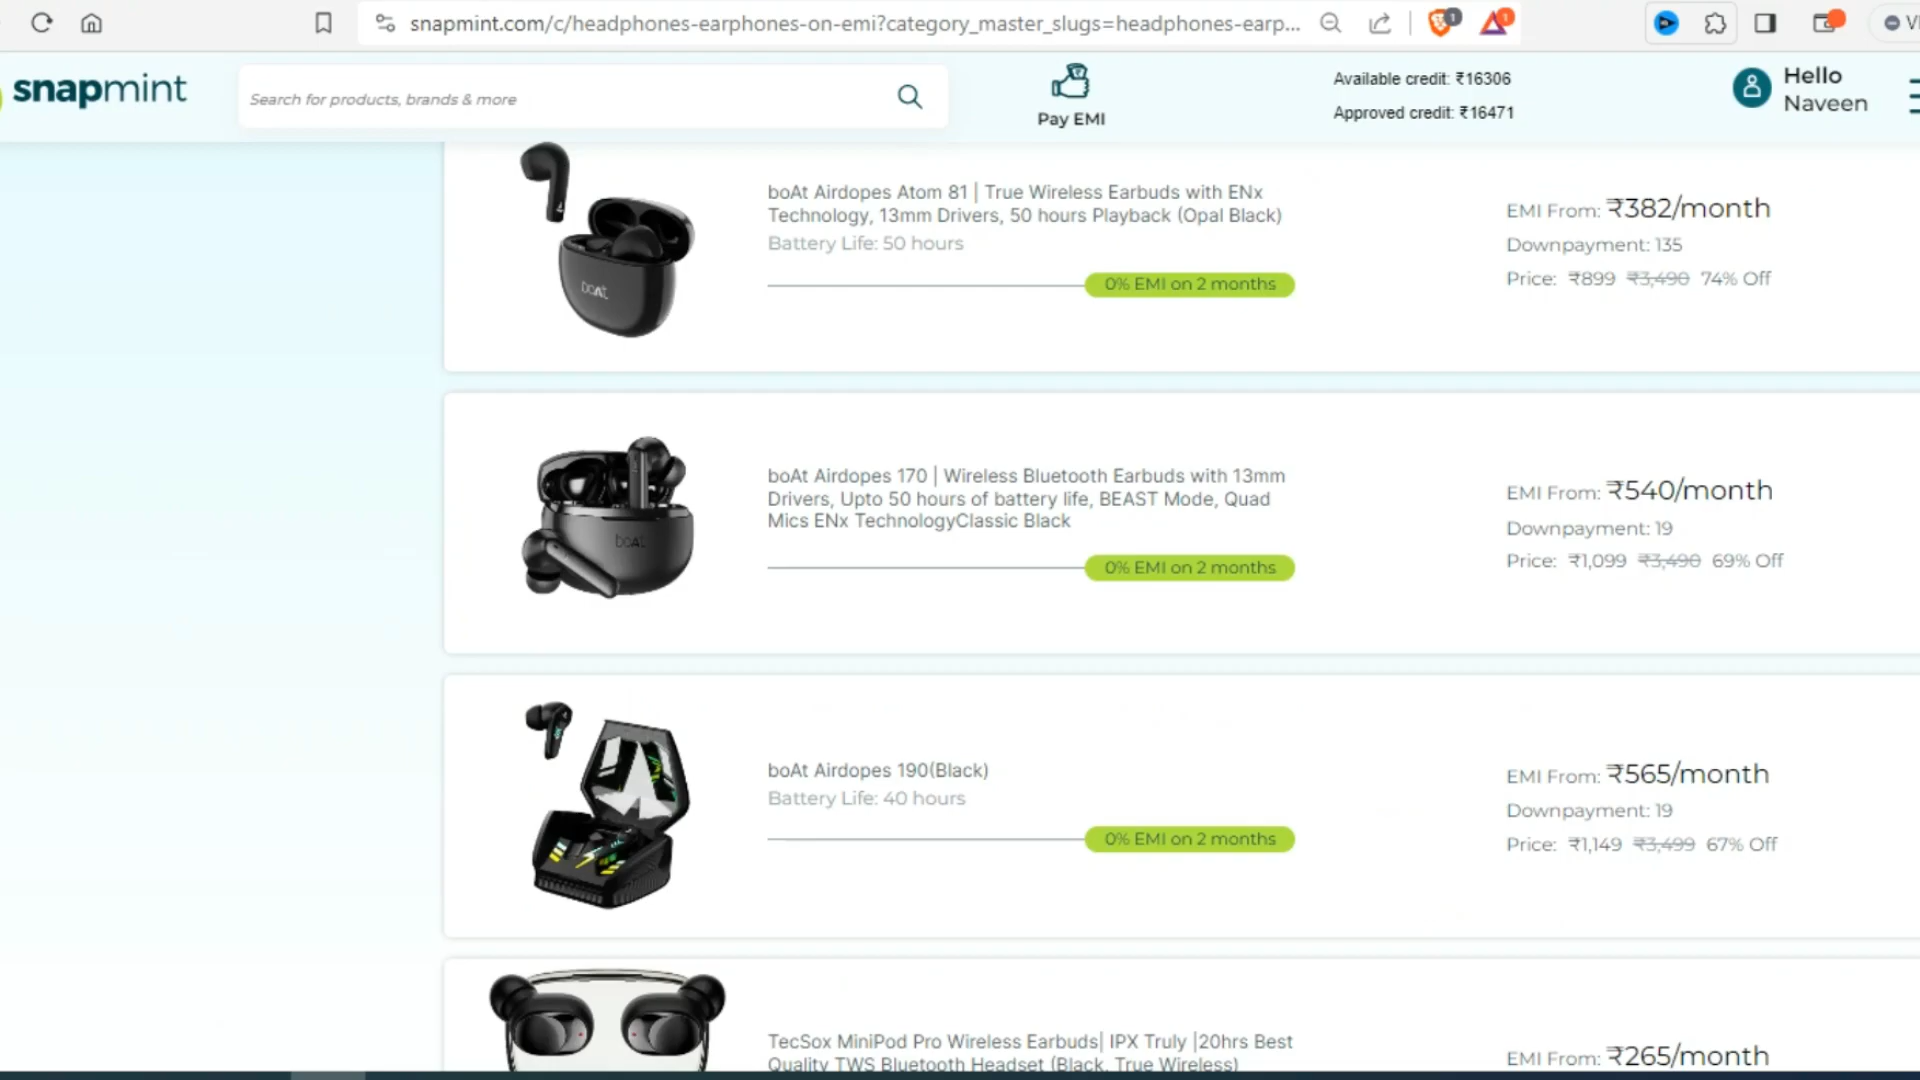 snapmint.com/c/headphones-earphones-on-emi?category_master_slugs=headphones-earp...
1
1
snapmint
Search for products, brands & more
Pay EMI
Available credit: ₹16306
Approved credit: ₹16471
Hello
Naveen
boAt Airdopes Atom 81 | True Wireless Earbuds with ENx
Technology, 13mm Drivers, 50 hours Playback (Opal Black)
Battery Life: 50 hours
0% EMI on 2 months
EMI From: ₹382/month
Downpayment: 135
Price: ₹899 ₹3,490 74% Off
boAt
boAt Airdopes 170 | Wireless Bluetooth Earbuds with 13mm
Drivers, Upto 50 hours of battery life, BEAST Mode, Quad
Mics ENx TechnologyClassic Black
0% EMI on 2 months
EMI From: ₹540/month
Downpayment: 19
Price: ₹1,099 ₹3,490 69% Off
boAt
boAt Airdopes 190(Black)
Battery Life: 40 hours
0% EMI on 2 months
EMI From: ₹565/month
Downpayment: 19
Price: ₹1,149 ₹3,499 67% Off
TecSox MiniPod Pro Wireless Earbuds| IPX Truly |20hrs Best
Quality TWS Bluetooth Headset (Black, True Wireless)
EMI From: ₹265/month